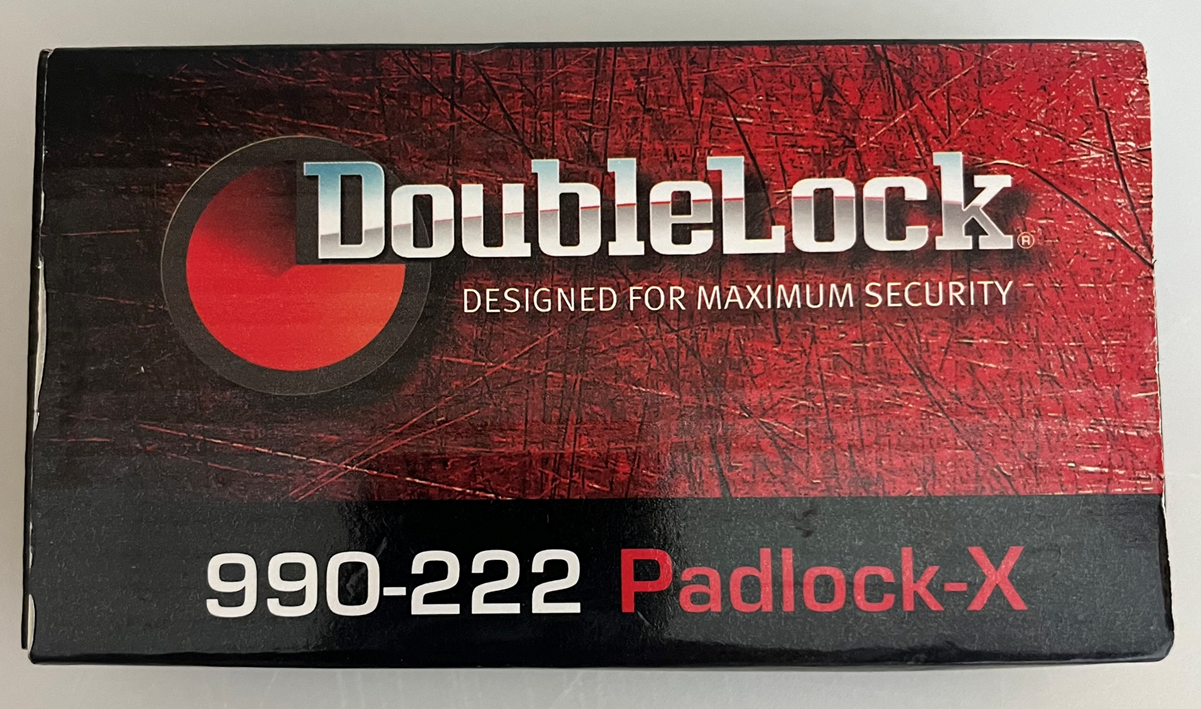 DoubleLock®
DESIGNED FOR MAXIMUM SECURITY
990-222 Padlock-X